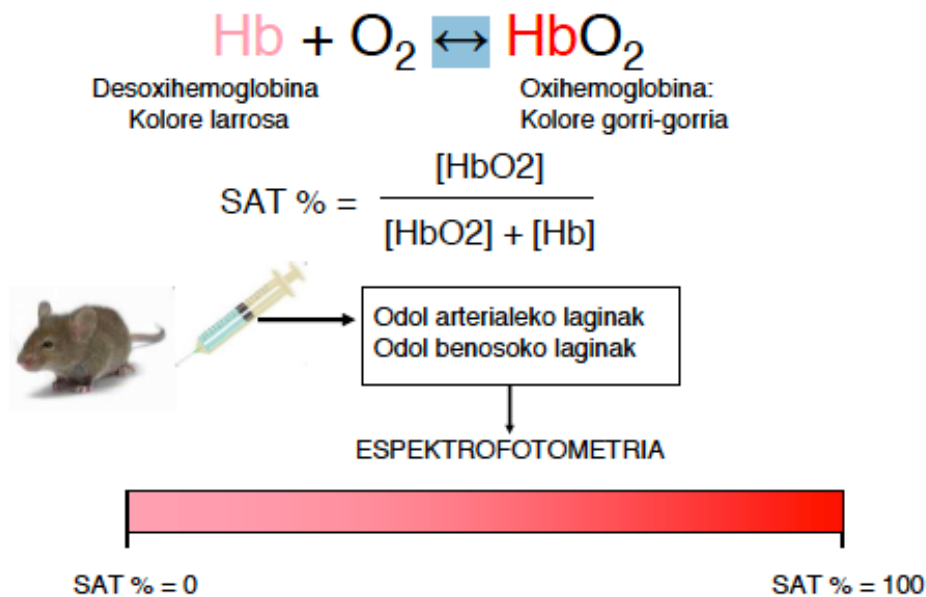 Hb + O2 ↔ HbO2
Desoxihemoglobina
Kolore larrosa
Oxihemoglobina:
Kolore gorri-gorria
SAT % = [HbO2]
[HbO2] + [Hb]
Odol arterialeko laginak
Odol benosoko laginak
ESPEKTROFOTOMETRIA
SAT % = 0
SAT % = 100